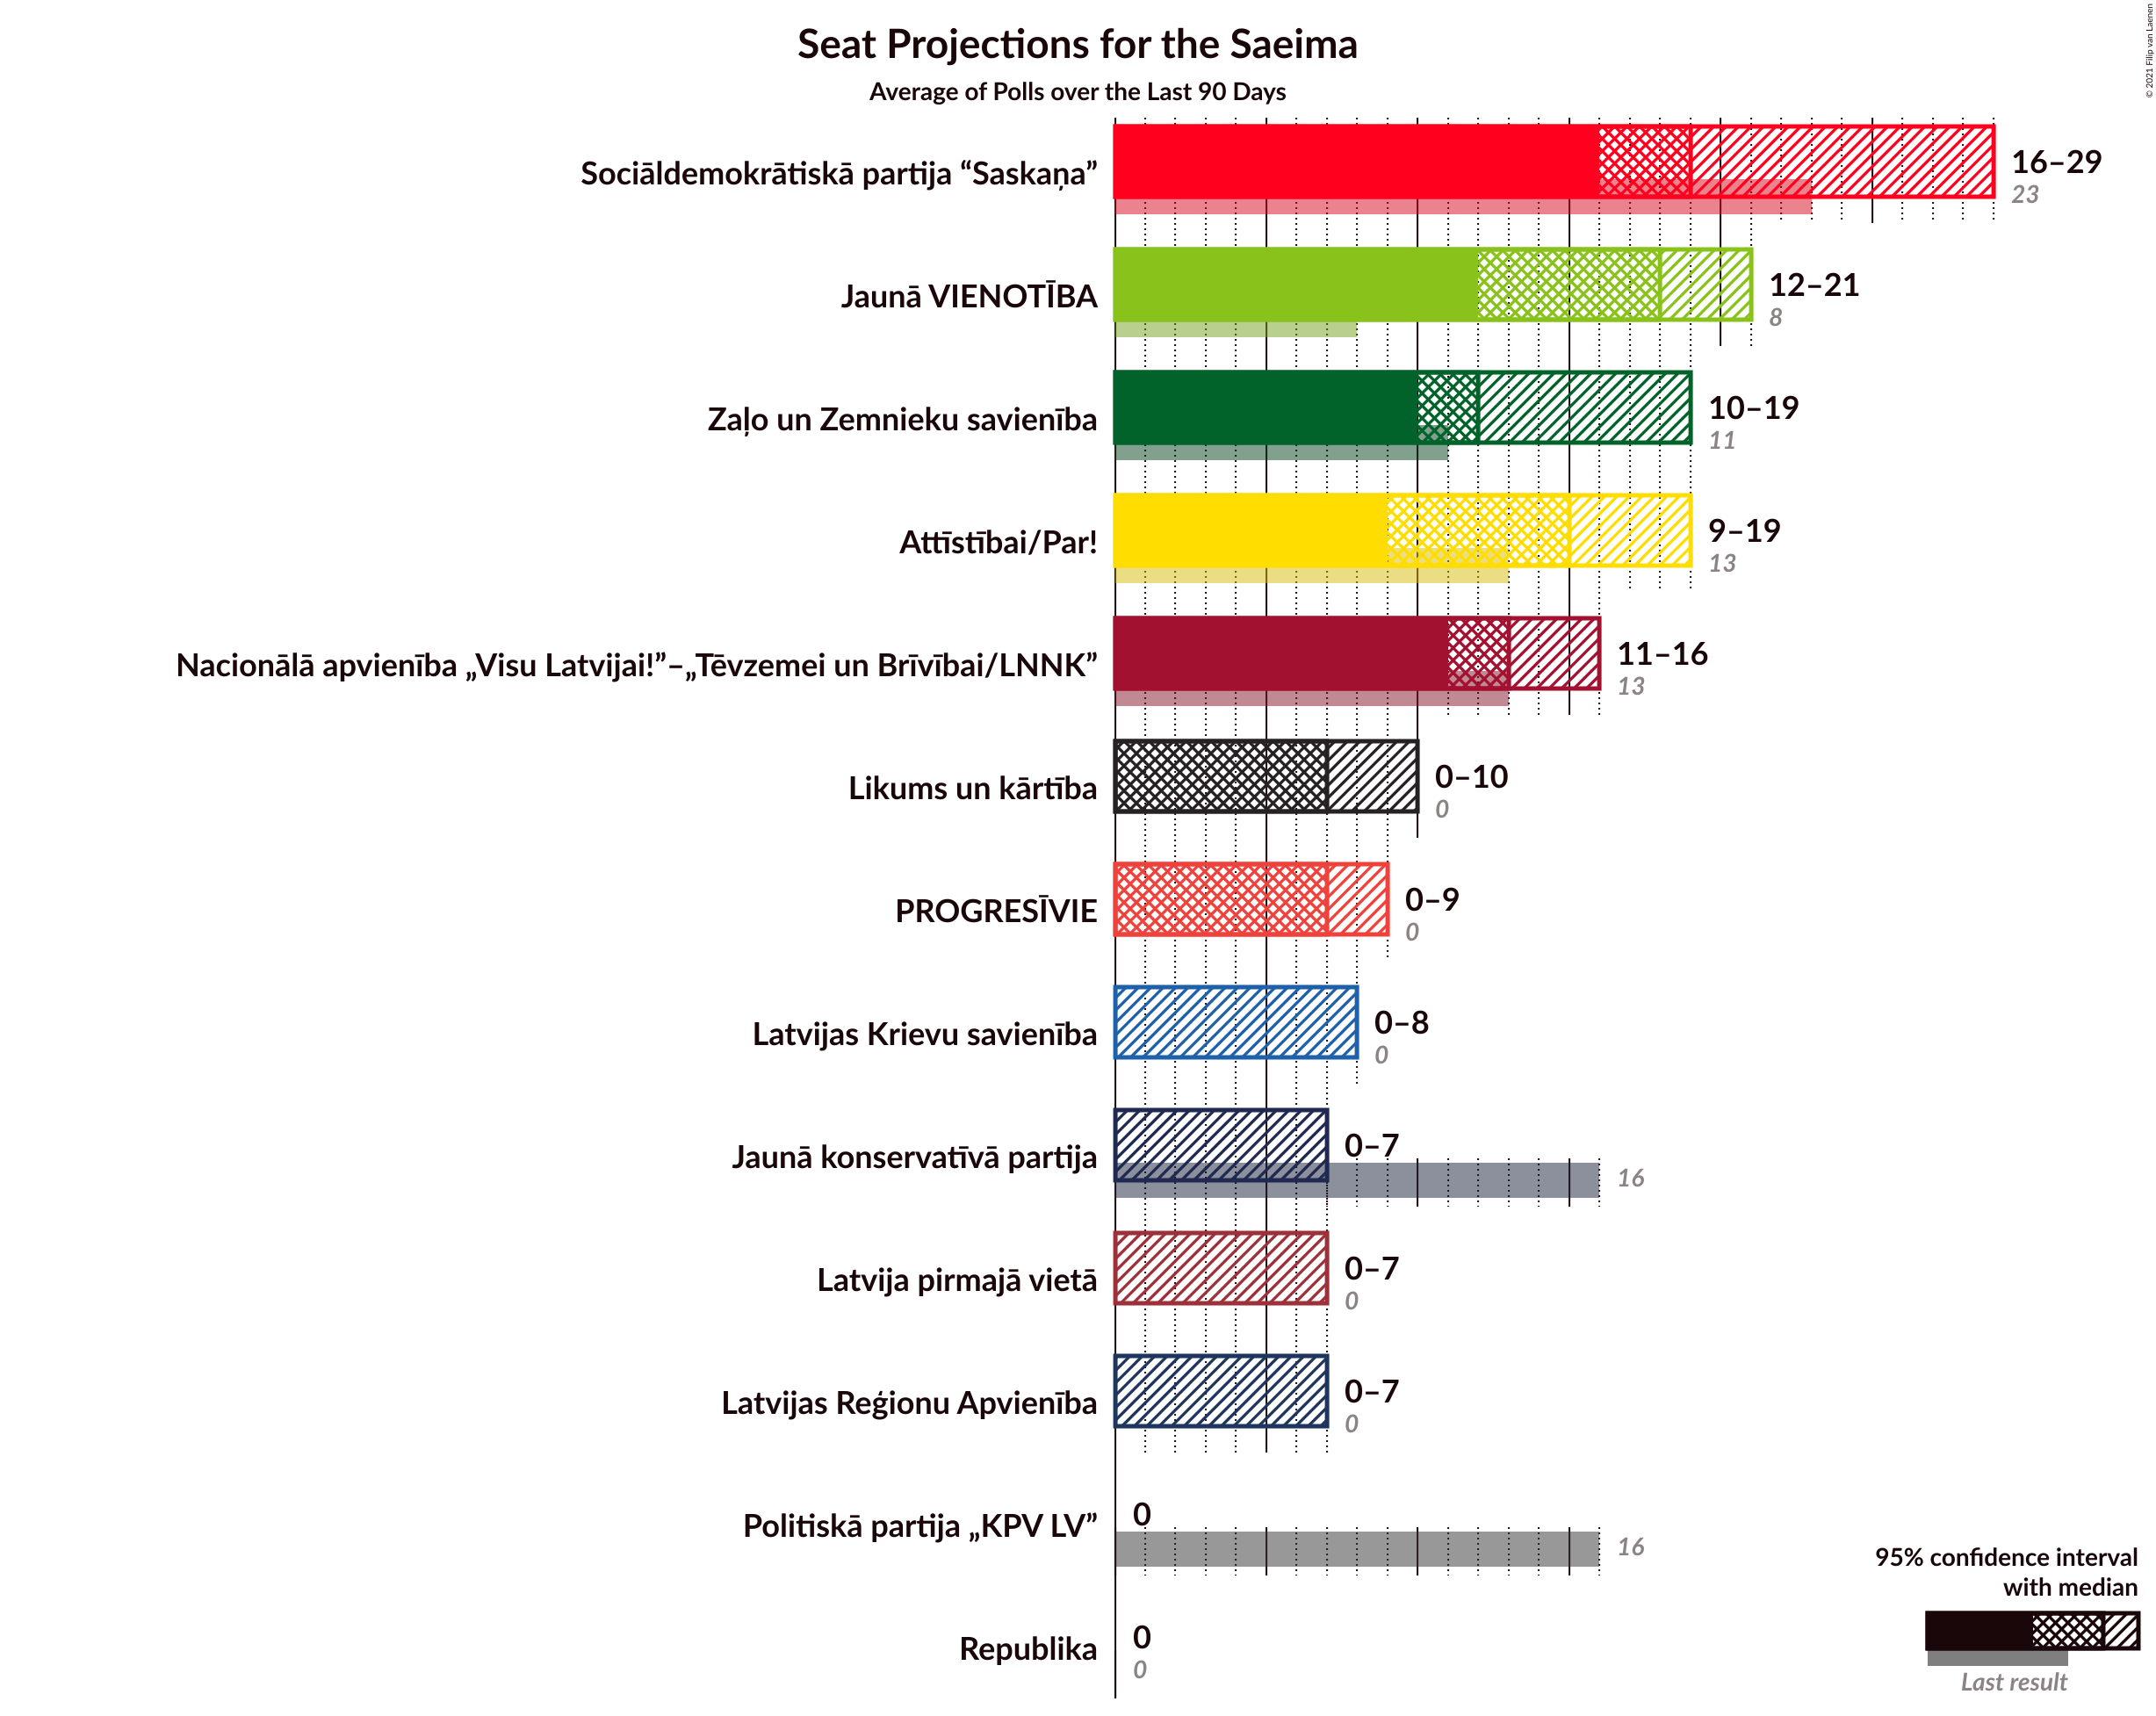 Seat Projections for the Saeima
Average of Polls over the Last 90 Days
© 2021 Filip van Laenen
Sociāldemokrātiskā partija “Saskaņa”
16–29
23
Jaunā VIENOTĪBA
12–21
8
Zaļo un Zemnieku savienība
10–19
11
Attīstībai/Par!
9–19
13
Nacionālā apvienība „Visu Latvijai!”–„Tēvzemei un Brīvībai/LNNK”
11–16
13
Likums un kārtība
0–10
0
PROGRESĪVIE
0–9
0
Latvijas Krievu savienība
0–8
0
Jaunā konservatīvā partija
0–7
16
Latvija pirmajā vietā
0–7
0
Latvijas Reģionu Apvienība
0–7
0
Politiskā partija „KPV LV”
0
16
Republika
0
0
95% confidence interval
with median
Last result